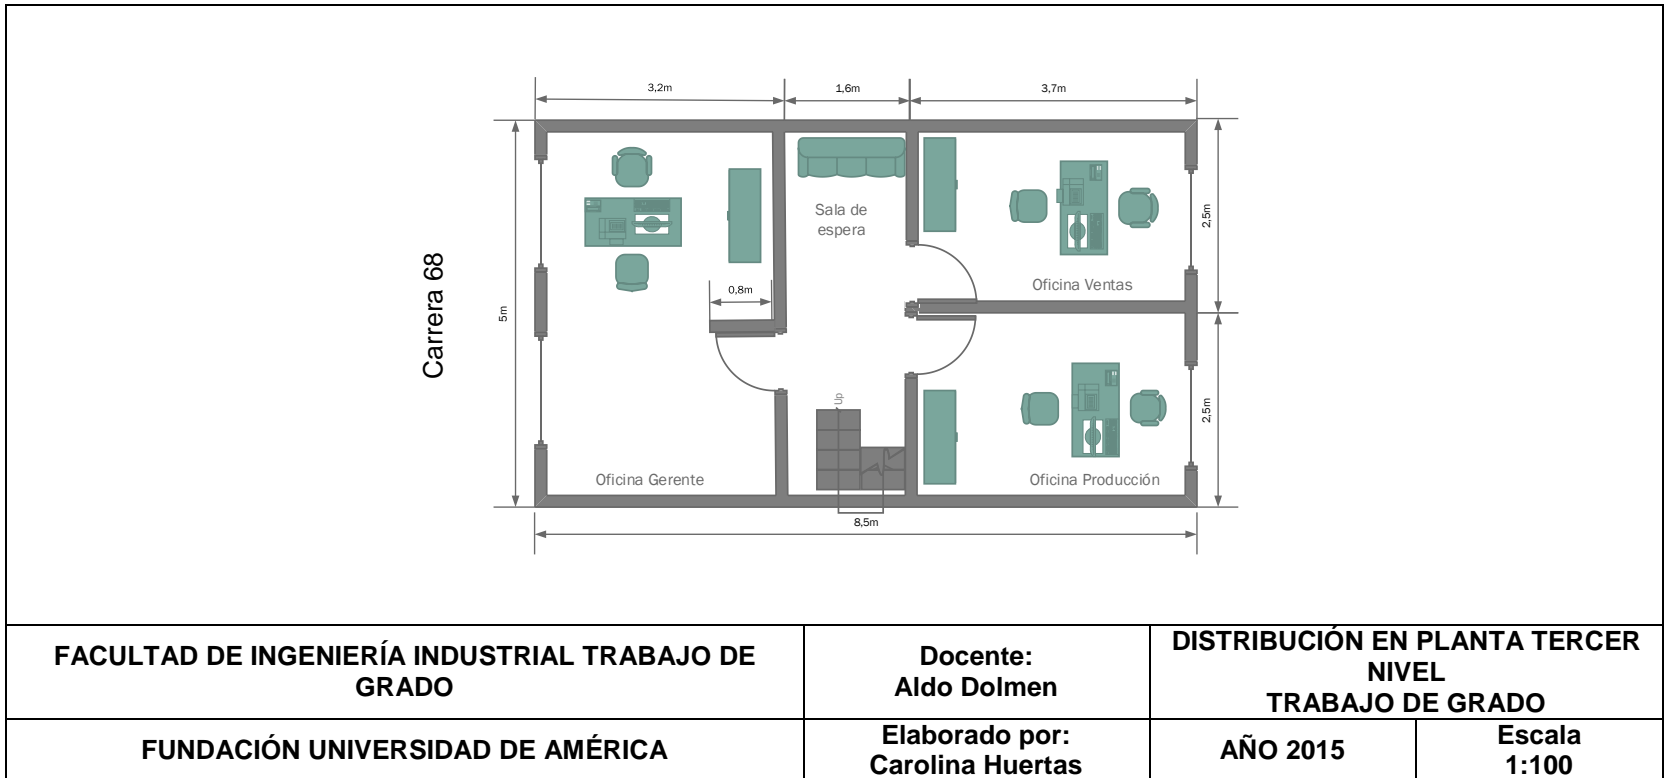 3,2m
1,6m
3,7m
Sala de
espera
2,5m
Oficina Ventas
Carrera 68
5m
0,8m
Up
2,5m
Oficina Gerente
Oficina Producción
8,5m
FACULTAD DE INGENIERÍA INDUSTRIAL TRABAJO DE
GRADO
Docente:
Aldo Dolmen
DISTRIBUCIÓN EN PLANTA TERCER
NIVEL
TRABAJO DE GRADO
FUNDACIÓN UNIVERSIDAD DE AMÉRICA
Elaborado por:
Carolina Huertas
AÑO 2015
Escala
1:100